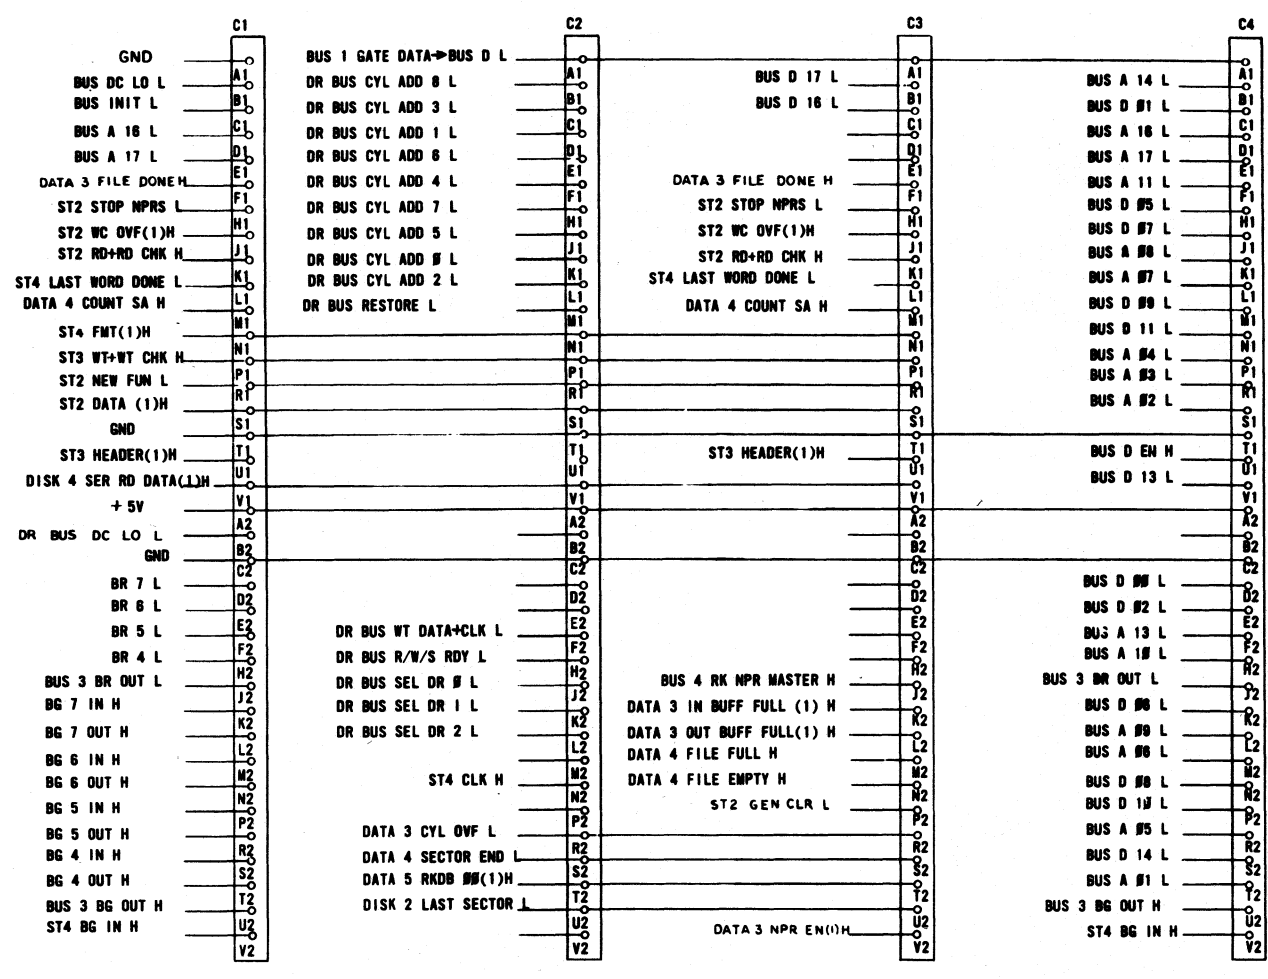 C1
GND
A1
BUS DC LO L
B1
BUS INIT L
C1
BUS A 16 L
D1
BUS A 17 L
E1
DATA 3 FILE DONE H
F1
ST2 STOP NPRS L
H1
ST2 WC OVF(1)H
J1
ST2 RD+RD CHK H
K1
ST4 LAST WORD DONE L
L1
DATA 4 COUNT SA H
M1
ST4 FMT(1)H
N1
ST3 WT+WT CHK H
P1
ST2 NEW FUN L
R1
ST2 DATA (1)H
S1
GND
T1
ST3 HEADER(1)H
U1
DISK 4 SER RD DATA(1)H
V1
+ 5V
A2
DR BUS DC LO L
B2
GND
C2
BR 7 L
D2
BR 6 L
E2
BR 5 L
F2
BR 4 L
H2
BUS 3 BR OUT L
J2
BG 7 IN H
K2
BG 7 OUT H
L2
BG 6 IN H
M2
BG 6 OUT H
N2
BG 5 IN H
P2
BG 5 OUT H
R2
BG 4 IN H
S2
BG 4 OUT H
T2
BUS 3 BG OUT H
U2
ST4 BG IN H
V2
C2
BUS 1 GATE DATA→BUS D L
A1
DR BUS CYL ADD 8 L
B1
DR BUS CYL ADD 3 L
C1
DR BUS CYL ADD 1 L
D1
DR BUS CYL ADD 6 L
E1
DR BUS CYL ADD 4 L
F1
DR BUS CYL ADD 7 L
H1
DR BUS CYL ADD 5 L
J1
DR BUS CYL ADD Ø L
K1
DR BUS CYL ADD 2 L
L1
DR BUS RESTORE L
M1
N1
P1
R1
S1
T1
U1
V1
A2
B2
C2
D2
E2
DR BUS WT DATA+CLK L
F2
DR BUS R/W/S RDY L
H2
DR BUS SEL DR Ø L
J2
DR BUS SEL DR 1 L
K2
DR BUS SEL DR 2 L
L2
M2
ST4 CLK H
N2
P2
DATA 3 CYL OVF L
R2
DATA 4 SECTOR END L
S2
DATA 5 RKDB ØØ(1)H
T2
DISK 2 LAST SECTOR L
U2
V2
C3
A1
BUS D 17 L
B1
BUS D 16 L
C1
D1
E1
DATA 3 FILE DONE H
F1
ST2 STOP NPRS L
H1
ST2 WC OVF(1)H
J1
ST2 RD+RD CHK H
K1
ST4 LAST WORD DONE L
L1
DATA 4 COUNT SA H
M1
N1
P1
R1
S1
T1
ST3 HEADER(1)H
U1
V1
A2
B2
C2
D2
E2
F2
H2
BUS 4 RK NPR MASTER H
J2
DATA 3 IN BUFF FULL (1) H
K2
DATA 3 OUT BUFF FULL(1) H
L2
DATA 4 FILE FULL H
M2
DATA 4 FILE EMPTY H
N2
ST2 GEN CLR L
P2
R2
S2
T2
U2
DATA 3 NPR EN(1)H
V2
C4
A1
BUS A 14 L
B1
BUS D Ø1 L
C1
BUS A 16 L
D1
BUS A 17 L
E1
BUS A 11 L
F1
BUS D Ø5 L
H1
BUS D Ø7 L
J1
BUS A Ø8 L
K1
BUS A Ø7 L
L1
BUS D Ø9 L
M1
BUS D 11 L
N1
BUS A Ø4 L
P1
BUS A Ø3 L
R1
BUS A Ø2 L
S1
T1
BUS D EN H
U1
BUS D 13 L
V1
A2
B2
C2
BUS D ØØ L
D2
BUS D Ø2 L
E2
BUS A 13 L
F2
BUS A 1Ø L
H2
BUS 3 BR OUT L
J2
BUS D Ø6 L
K2
BUS A Ø9 L
L2
BUS A Ø6 L
M2
BUS D Ø8 L
N2
BUS D L
P2
BUS A Ø5 L
R2
BUS D 14 L
S2
BUS A Ø1 L
T2
BUS 3 BG OUT H
U2
ST4 BG IN H
V2